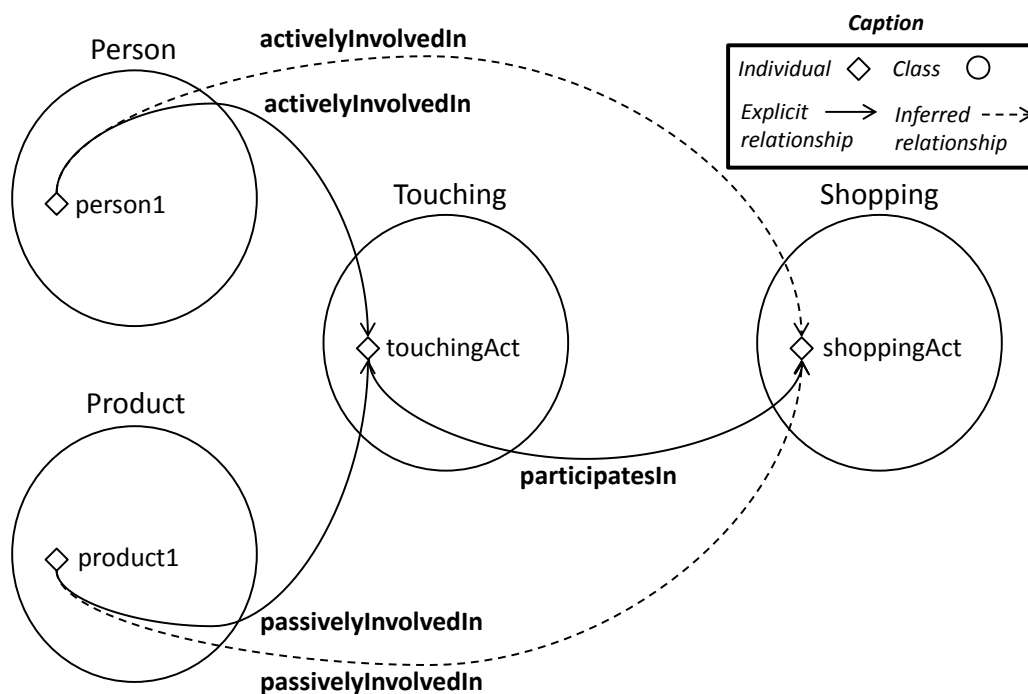 Person
activelyInvolvedIn
activelyInvolvedIn
person1
Caption
Individual Class
Explicit relationship Inferred relationship
Touching
touchingAct
Shopping
shoppingAct
participatesIn
Product
product1
passivelyInvolvedIn
passivelyInvolvedIn